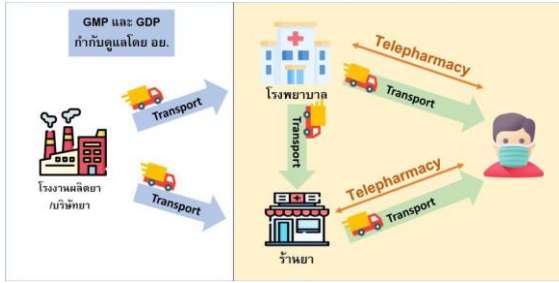 GMP และ GDP
กำกับดูแลโดย อย.
Transport
โรงงานผลิตยา
/บริษัทยา
Transport
โรงพยาบาล
Transport
ร้านยา
Telepharmacy
Transport
Telepharmacy
Transport